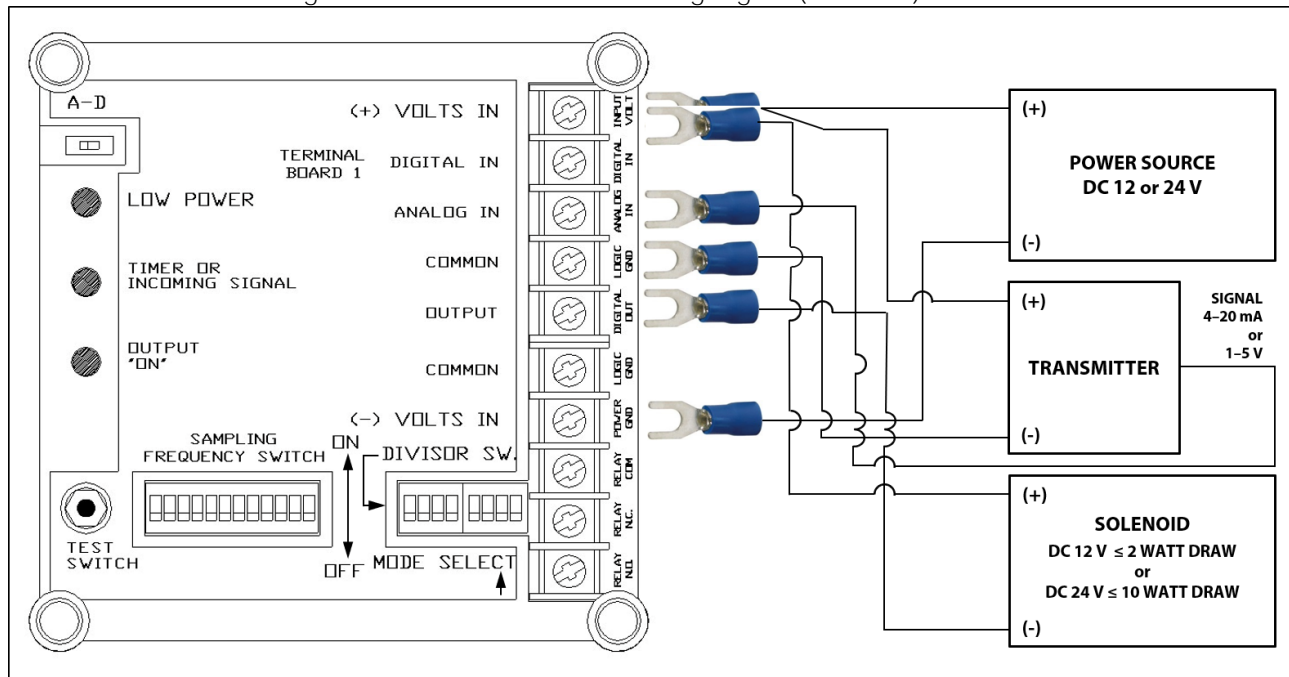 A-D
LOW POWER
TIMER OR
INCOMING SIGNAL
OUTPUT
"ON"
TEST
SWITCH
SAMPLING
FREQUENCY SWITCH
ON
OFF
DIVISOR SW.
MODE SELECT
TERMINAL
BOARD 1
(+) VOLTS IN
DIGITAL IN
ANALOG IN
COMMON
OUTPUT
COMMON
(-) VOLTS IN
INPUT
VOLT
DIGITAL
IN
ANALOG
IN
LOGIC
GND
DIGITAL
OUT
LOGIC
GND
POWER
GND
RELAY
COM
RELAY
N.C.
RELAY
N.O.
(+)
POWER SOURCE
DC 12 or 24 V
(-)
(+)
TRANSMITTER
(-)
SIGNAL
4–20 mA
or
1–5 V
(+)
SOLENOID
DC 12 V ≤ 2 WATT DRAW
or
DC 24 V ≤ 10 WATT DRAW
(-)